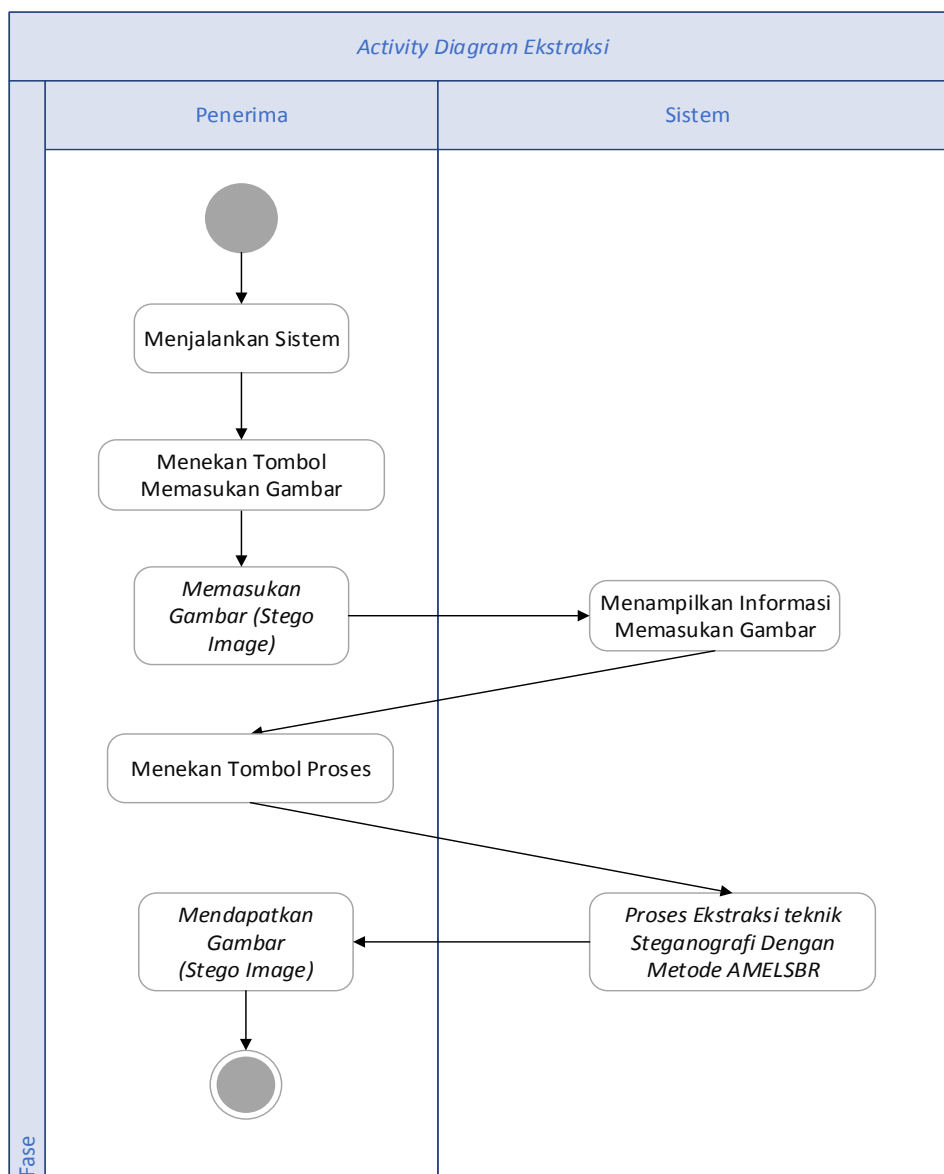 Activity Diagram Ekstraksi
Penerima
Sistem
Menjalankan Sistem
Menekan Tombol
Memasukan Gambar
Memasukan
Gambar (Stego
Image)
Menampilkan Informasi
Memasukan Gambar
Menekan Tombol Proses
Mendapatkan
Gambar
(Stego Image)
Proses Ekstraksi teknik
Steganografi Dengan
Metode AMELSBR
Fase